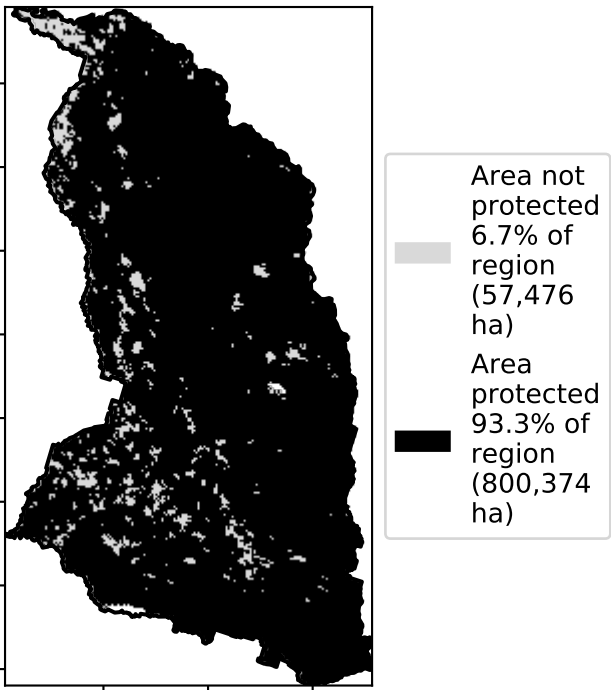 Area not
protected
6.7% of
region
(57,476
ha)
Area
protected
93.3% of
region
(800,374
ha)